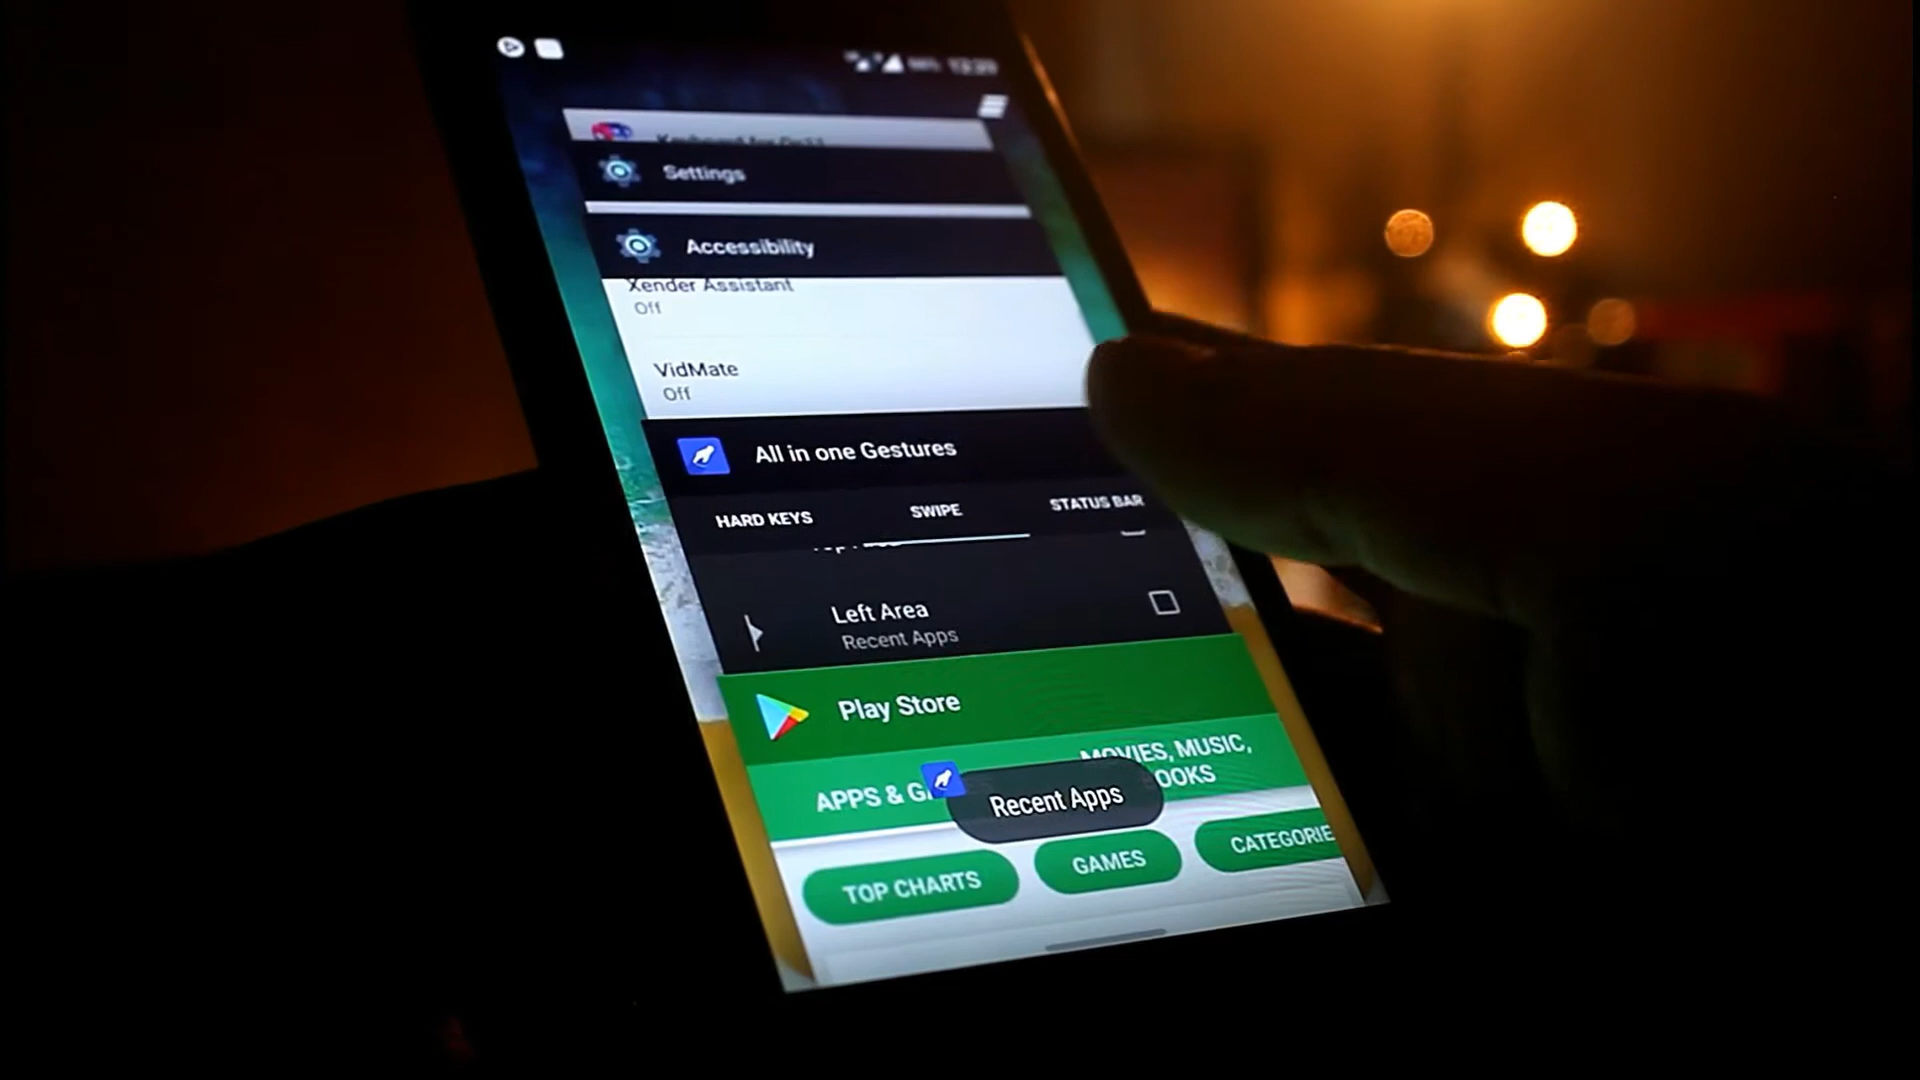 Settings
Accessibility
Xender Assistant
Off
VidMate
Off
All in one Gestures
HARD KEYS
SWIPE
STATUS BAR
Left Area
Recent Apps
Play Store
APPS & GA
MOVIES, MUSIC,
OOKS
Recent Apps
TOP CHARTS
GAMES
CATEGORIE